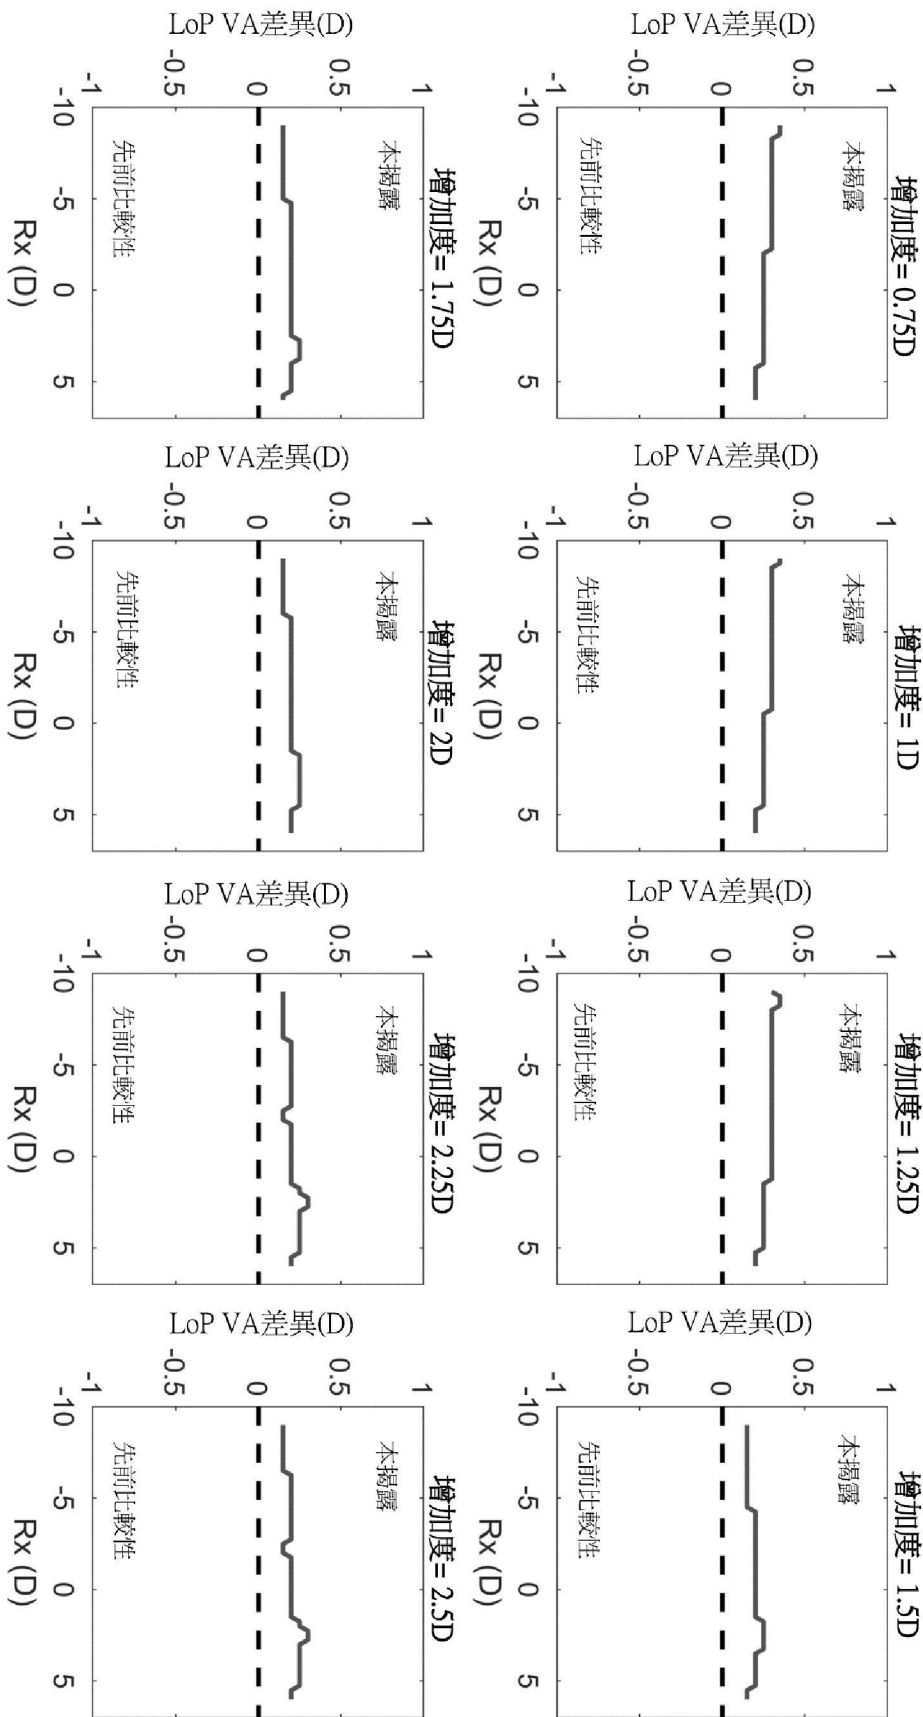 增加度= 0.75D
LoP VA差異(D)
1
0.5
0
-0.5
-1
本揭露
先前比較性
-10
-5
0
5
Rx (D)
增加度= 1D
LoP VA差異(D)
1
0.5
0
-0.5
-1
本揭露
先前比較性
-10
-5
0
5
Rx (D)
增加度= 1.25D
LoP VA差異(D)
1
0.5
0
-0.5
-1
本揭露
先前比較性
-10
-5
0
5
Rx (D)
增加度= 1.5D
LoP VA差異(D)
1
0.5
0
-0.5
-1
本揭露
先前比較性
-10
-5
0
5
Rx (D)
增加度= 1.75D
LoP VA差異(D)
1
0.5
0
-0.5
-1
本揭露
先前比較性
-10
-5
0
5
Rx (D)
增加度= 2D
LoP VA差異(D)
1
0.5
0
-0.5
-1
本揭露
先前比較性
-10
-5
0
5
Rx (D)
增加度= 2.25D
LoP VA差異(D)
1
0.5
0
-0.5
-1
本揭露
先前比較性
-10
-5
0
5
Rx (D)
增加度= 2.5D
LoP VA差異(D)
1
0.5
0
-0.5
-1
本揭露
先前比較性
-10
-5
0
5
Rx (D)